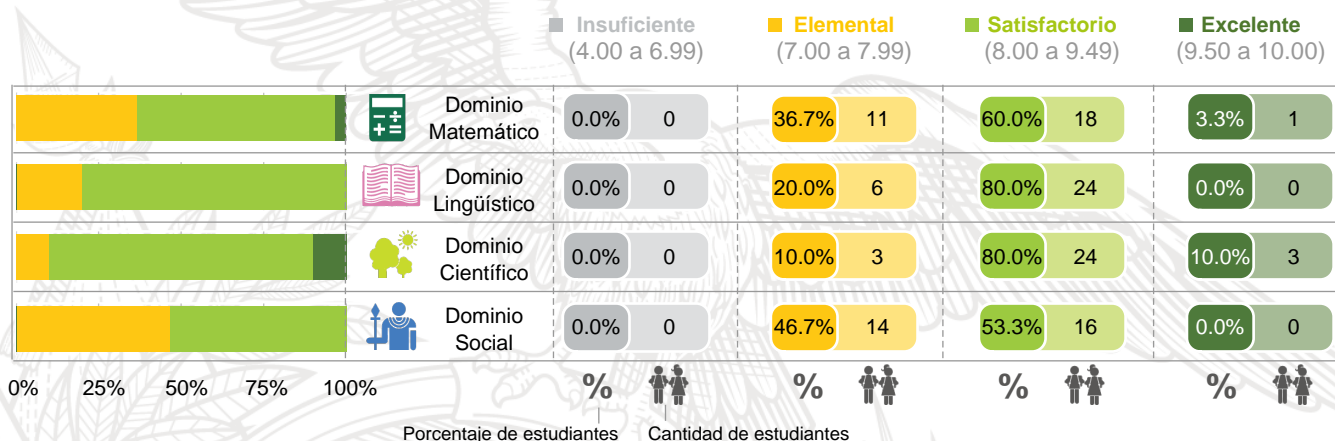 Insuficiente
(4.00 a 6.99)
Elemental
(7.00 a 7.99)
Satisfactorio
(8.00 a 9.49)
Excelente
(9.50 a 10.00)
Dominio
Matemático
0.0% 0 36.7% 11 60.0% 18 3.3% 1
Dominio
Lingüístico
0.0% 0 20.0% 6 80.0% 24 0.0% 0
Dominio
Científico
0.0% 0 10.0% 3 80.0% 24 10.0% 3
Dominio
Social
0.0% 0 46.7% 14 53.3% 16 0.0% 0
0% 25% 50% 75% 100%
% % % %
Porcentaje de estudiantes Cantidad de estudiantes